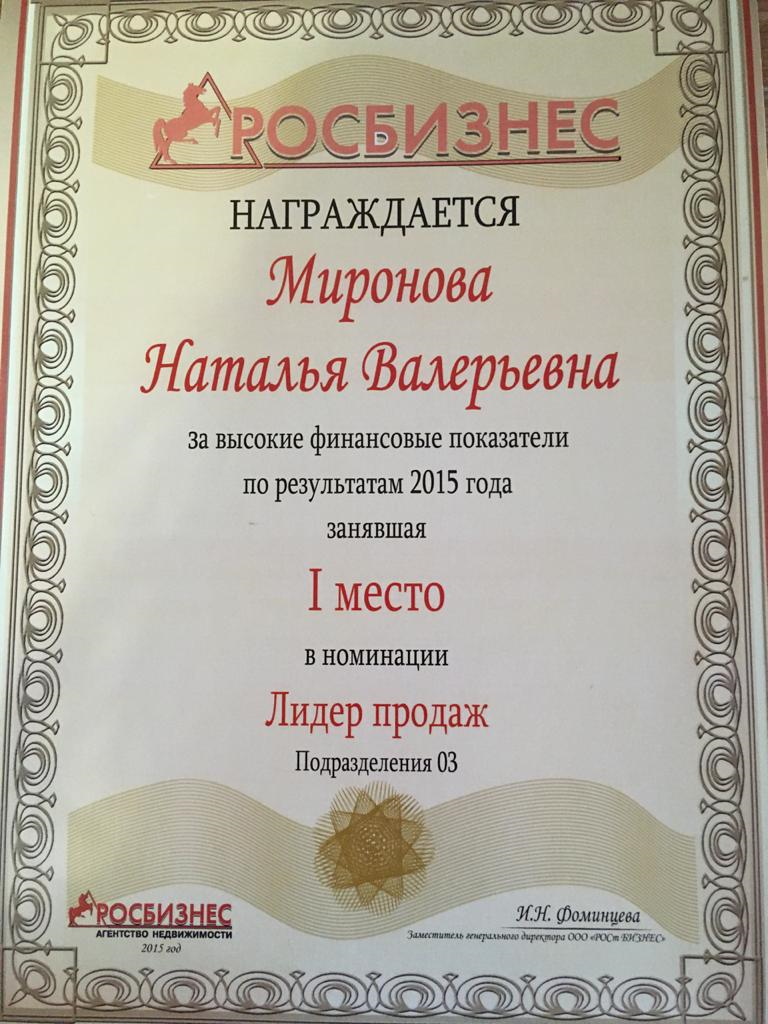 РОСБИЗНЕС
НАГРАЖДАЕТСЯ
Миронова
Наталья Валерьевна
за высокие финансовые показатели
по результатам 2015 года
занявшая
I место
в номинации
Лидер продаж
Подразделения 03
РОСБИЗНЕС
АГЕНТСТВО НЕДВИЖИМОСТИ
2015 год
И.Н. Фоминцева
Заместитель генерального директора ООО «РОСт БИЗНЕС»